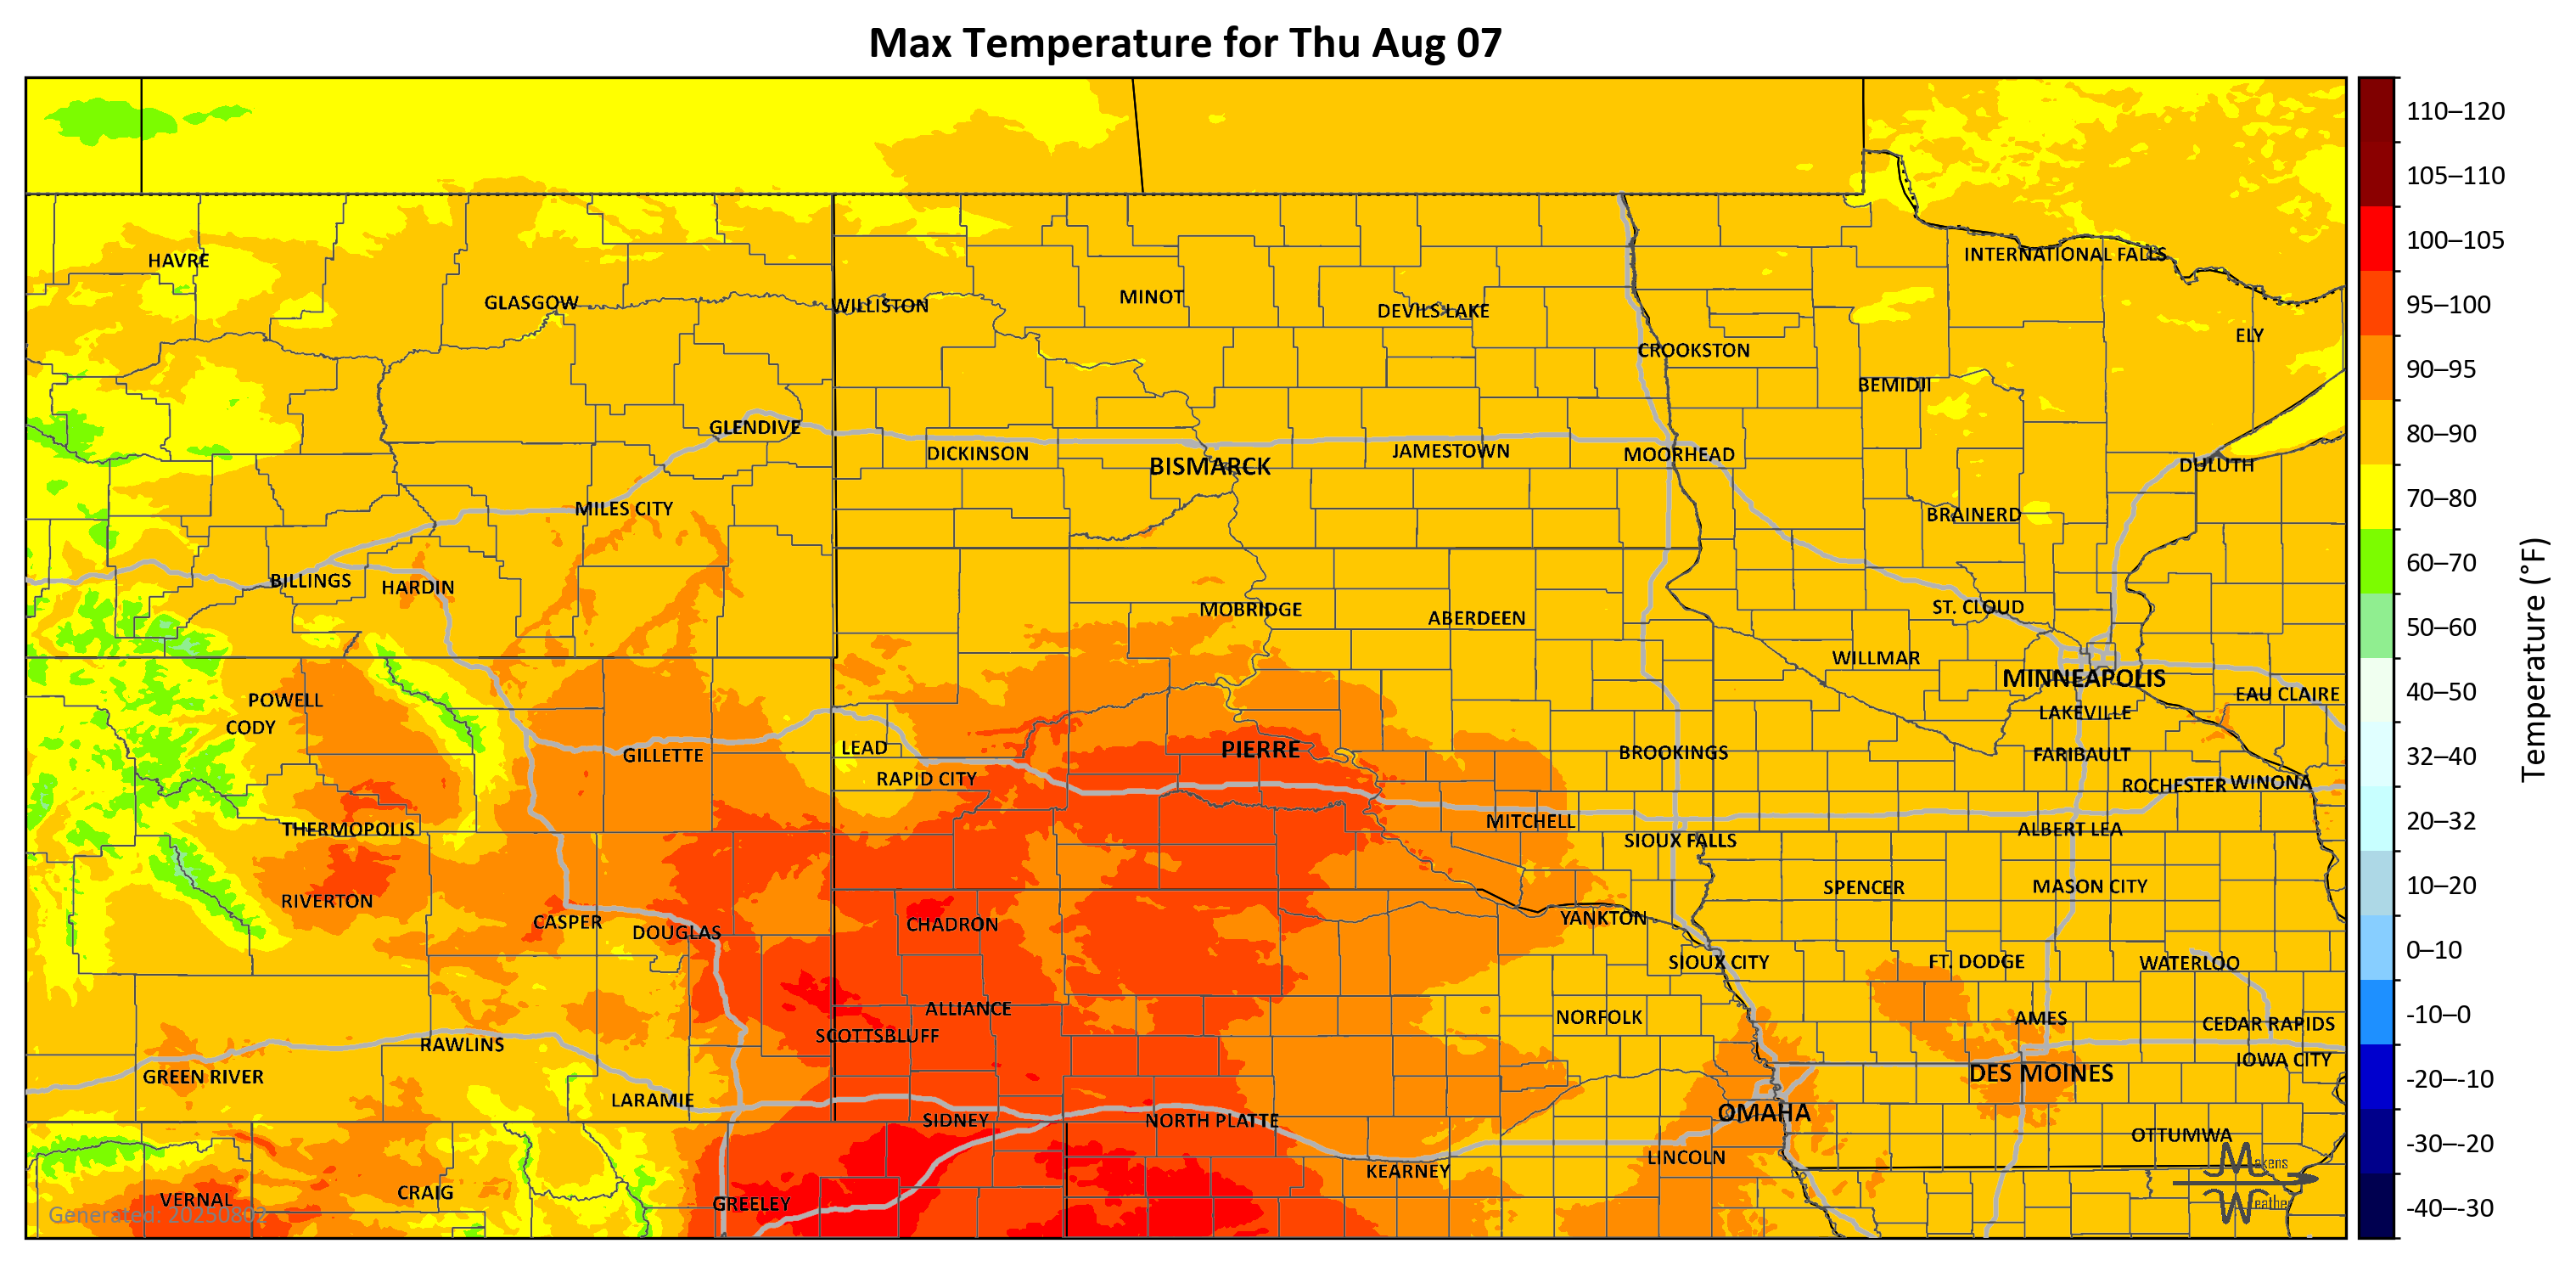 Max Temperature for Thu Aug 07
HAVRE
GLASGOW
WILLISTON
MINOT
DEVILS LAKE
INTERNATIONAL FALLS
ELY
CROOKSTON
BEMIDJI
GLENDIVE
DICKINSON
BISMARCK
JAMESTOWN
MOORHEAD
DULUTH
MILES CITY
BRAINERD
BILLINGS
HARDIN
MOBRIDGE
ABERDEEN
ST. CLOUD
WILLMAR
MINNEAPOLIS
POWELL
CODY
EAU CLAIRE
LAKEVILLE
GILLETTE
LEAD
PIERRE
BROOKINGS
FARIBAULT
RAPID CITY
ROCHESTER
WINONA
THERMOPOLIS
MITCHELL
SIOUX FALLS
ALBERT LEA
RIVERTON
SPENCER
MASON CITY
CASPER
DOUGLAS
CHADRON
YANKTON
SIOUX CITY
FT. DODGE
WATERLOO
ALLIANCE
SCOTTSBLUFF
NORFOLK
AMES
CEDAR RAPIDS
RAWLINS
GREEN RIVER
IOWA CITY
DES MOINES
LARAMIE
SIDNEY
NORTH PLATTE
OMAHA
OTTUMWA
KEARNEY
LINCOLN
VERNAL
CRAIG
GREELEY
Generated: 20250802
Makens
Weather
110–120
105–110
100–105
95–100
90–95
80–90
70–80
60–70
50–60
40–50
32–40
20–32
10–20
0–10
-10–0
-20–-10
-30–-20
-40–-30
Temperature (°F)